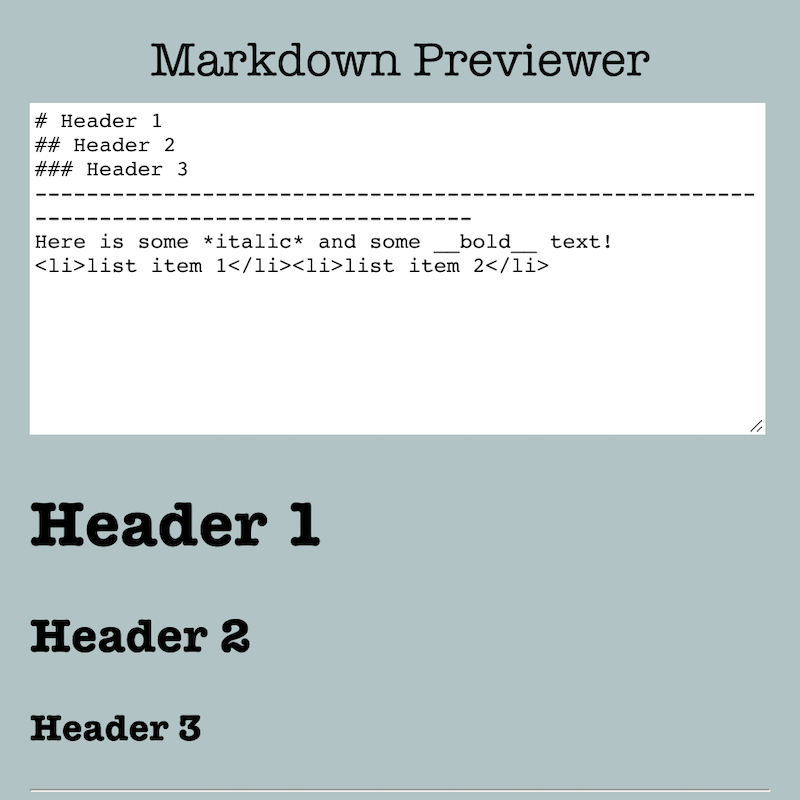 Markdown Previewer
# Header 1
## Header 2
### Header 3
--------------------------------------------------------
----------------------------------
Here is some *italic* and some __bold__ text!
<li>list item 1</li><li>list item 2</li>
Header 1
Header 2
Header 3